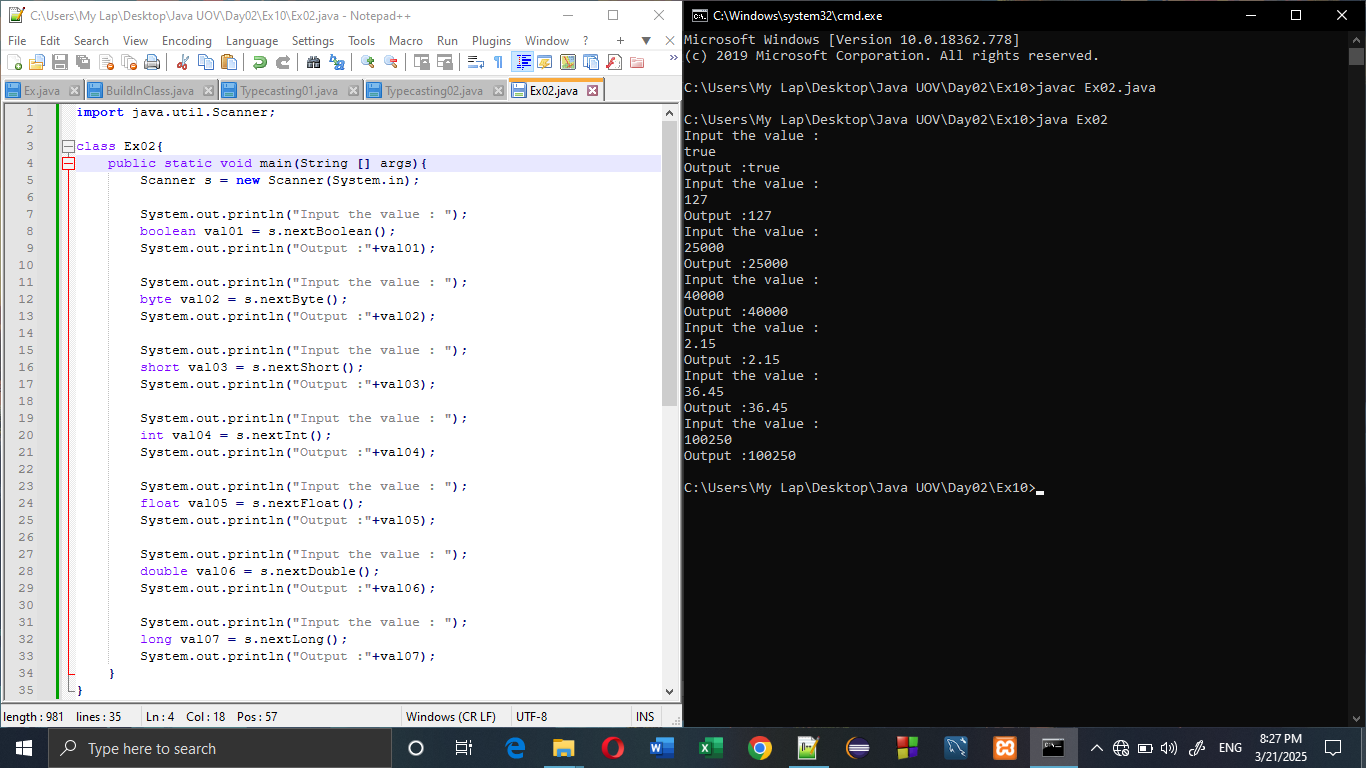 C:\Users\My Lap\Desktop\Java UOV\Day02\Ex10\Ex02.java - Notepad++
File Edit Search View Encoding Language Settings Tools Macro Run Plugins Window ? + ▼ X
Ex.java BuildInClass.java Typecasting01.java Typecasting02.java Ex02.java
1 import java.util.Scanner;
2
3 class Ex02{
4 public static void main(String [] args){
5 Scanner s = new Scanner(System.in);
6
7 System.out.println("Input the value : ");
8 boolean val01 = s.nextBoolean();
9 System.out.println("Output :"+val01);
10
11 System.out.println("Input the value : ");
12 byte val02 = s.nextByte();
13 System.out.println("Output :"+val02);
14
15 System.out.println("Input the value : ");
16 short val03 = s.nextShort();
17 System.out.println("Output :"+val03);
18
19 System.out.println("Input the value : ");
20 int val04 = s.nextInt();
21 System.out.println("Output :"+val04);
22
23 System.out.println("Input the value : ");
24 float val05 = s.nextFloat();
25 System.out.println("Output :"+val05);
26
27 System.out.println("Input the value : ");
28 double val06 = s.nextDouble();
29 System.out.println("Output :"+val06);
30
31 System.out.println("Input the value : ");
32 long val07 = s.nextLong();
33 System.out.println("Output :"+val07);
34 }
35 }
length : 981 lines : 35 Ln : 4 Col : 18 Pos : 57 Windows (CR LF) UTF-8 INS
C:\Windows\system32\cmd.exe
Microsoft Windows [Version 10.0.18362.778]
(c) 2019 Microsoft Corporation. All rights reserved.
C:\Users\My Lap\Desktop\Java UOV\Day02\Ex10>javac Ex02.java
C:\Users\My Lap\Desktop\Java UOV\Day02\Ex10>java Ex02
Input the value :
true
Output :true
Input the value :
127
Output :127
Input the value :
25000
Output :25000
Input the value :
40000
Output :40000
Input the value :
2.15
Output :2.15
Input the value :
36.45
Output :36.45
Input the value :
100250
Output :100250
C:\Users\My Lap\Desktop\Java UOV\Day02\Ex10>
Type here to search
ENG
8:27 PM
3/21/2025